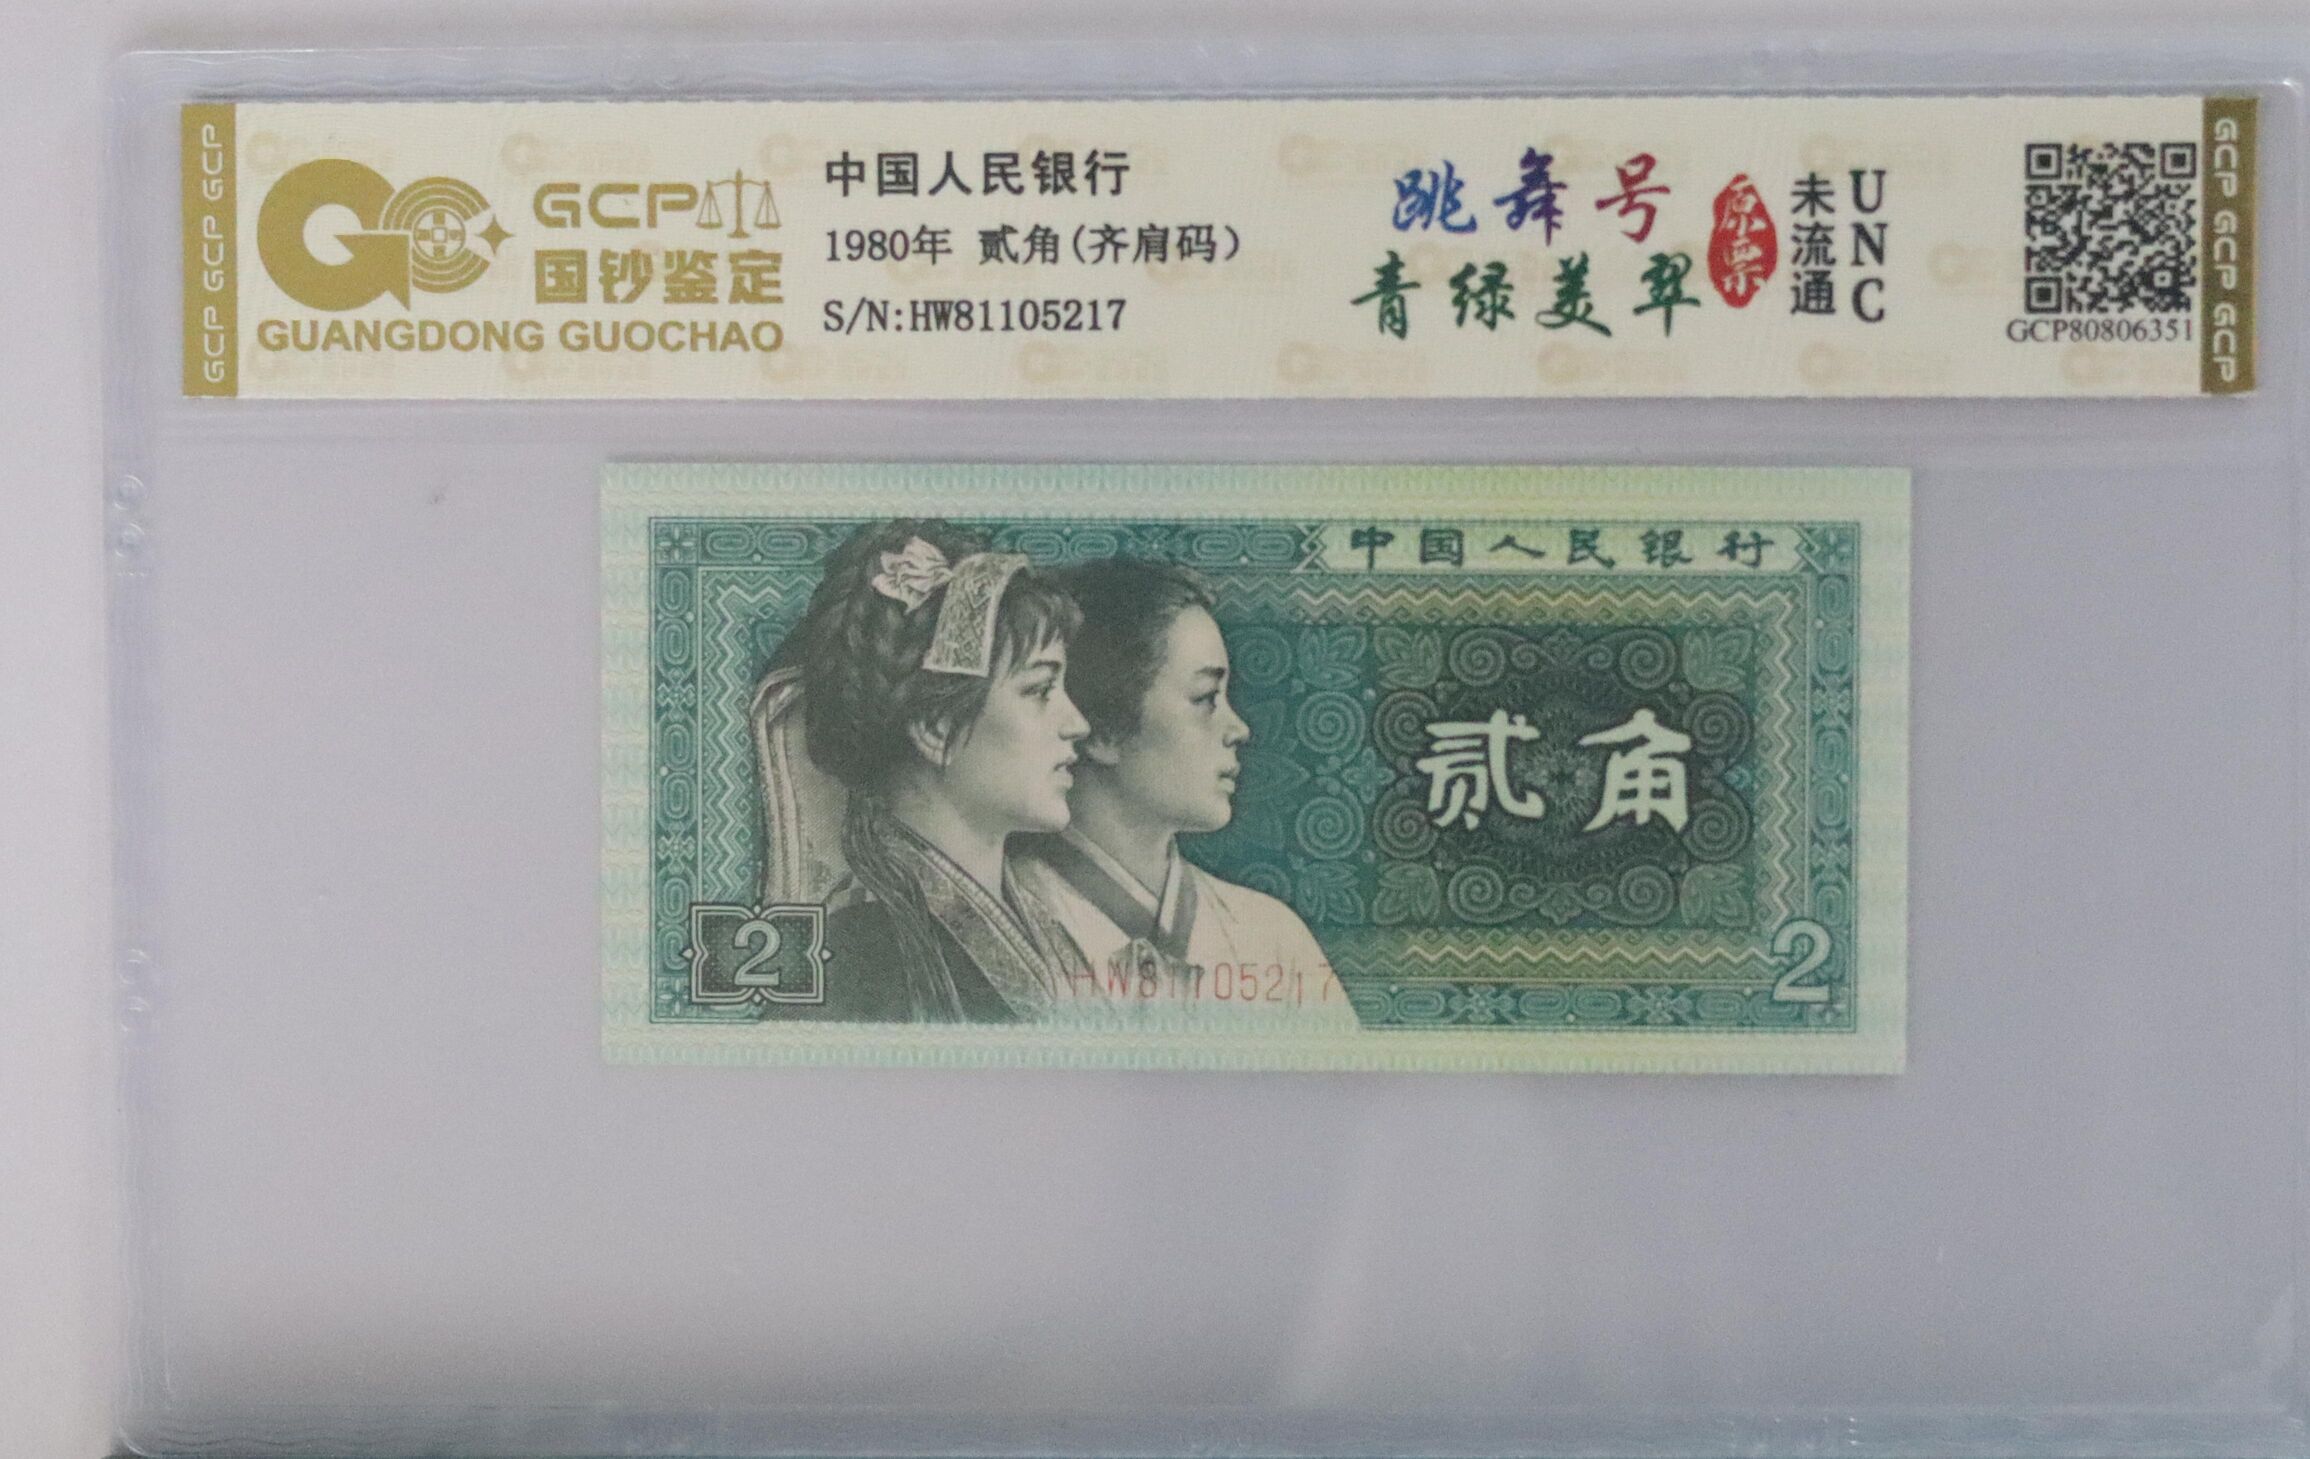 GCP GCP GCP
GCP
国钞鉴定
GUANGDONG GUOCHAO
中国人民银行
1980年 贰角(齐肩码)
S/N:HW81105217
跳舞号
青绿美翠
原票
未流通
UNC
GCP80806351
GCP GCP GCP
中国人民银行
贰角
2
HW81105217
2